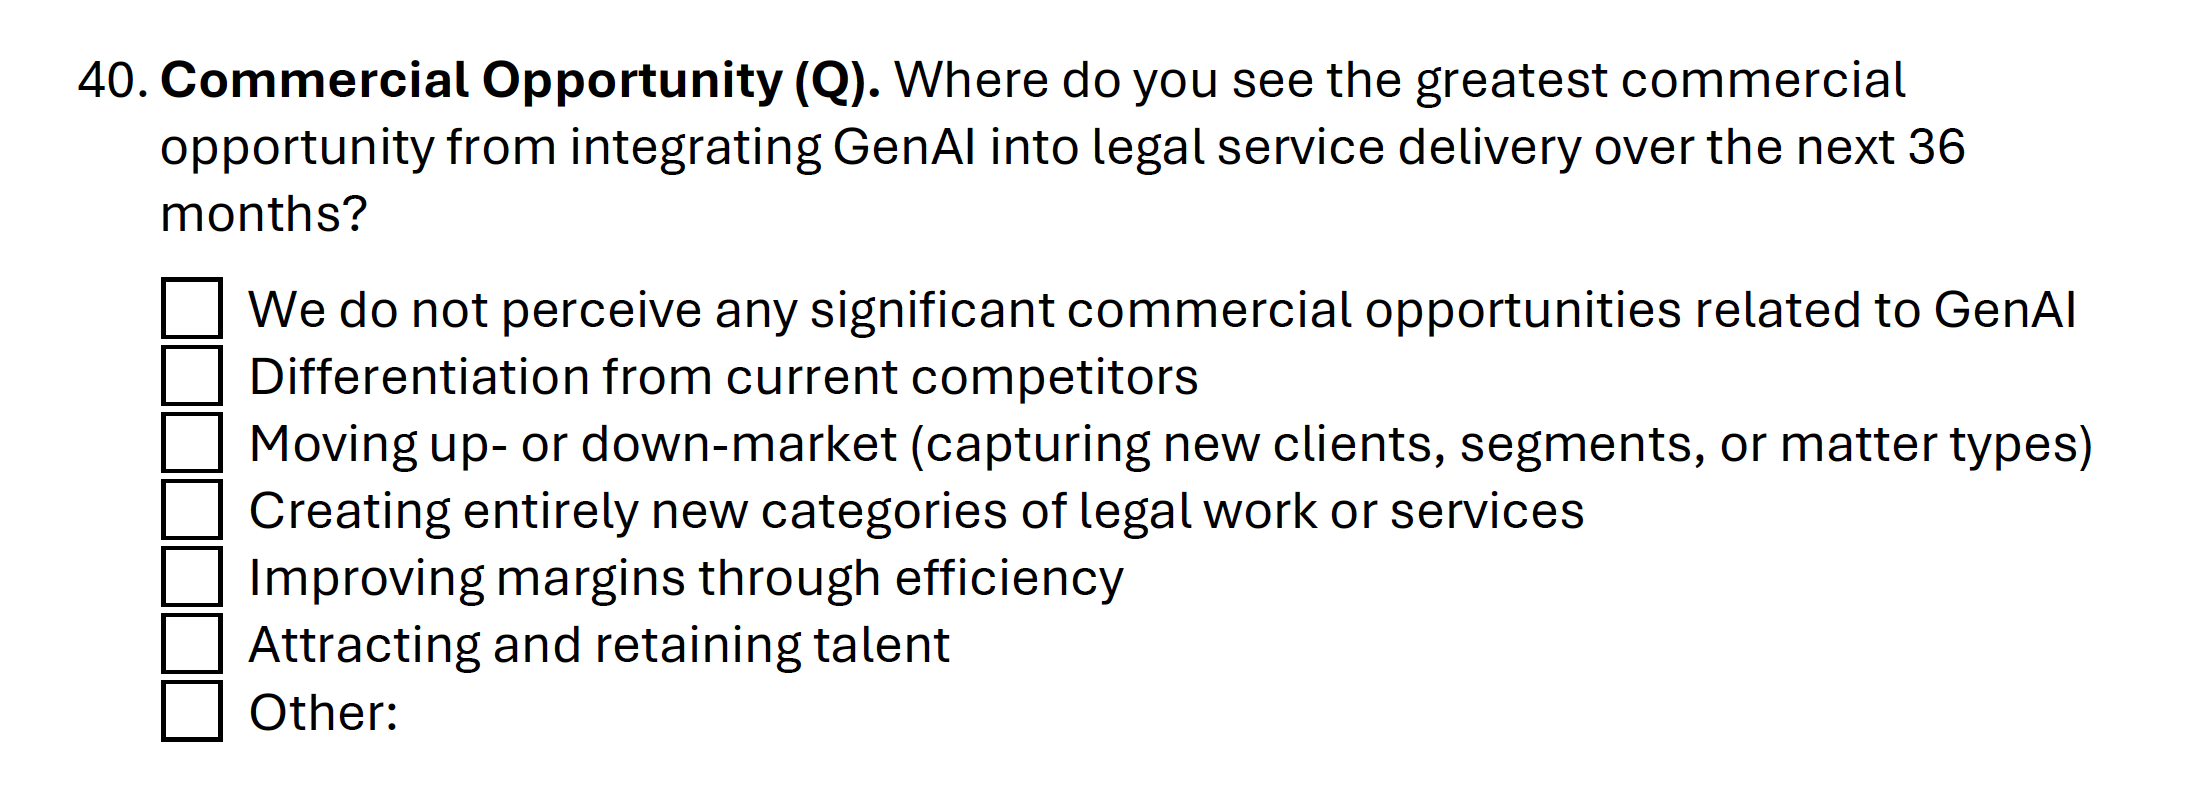 40. Commercial Opportunity (Q). Where do you see the greatest commercial
opportunity from integrating GenAI into legal service delivery over the next 36
months?
We do not perceive any significant commercial opportunities related to GenAI
Differentiation from current competitors
Moving up- or down-market (capturing new clients, segments, or matter types)
Creating entirely new categories of legal work or services
Improving margins through efficiency
Attracting and retaining talent
Other: